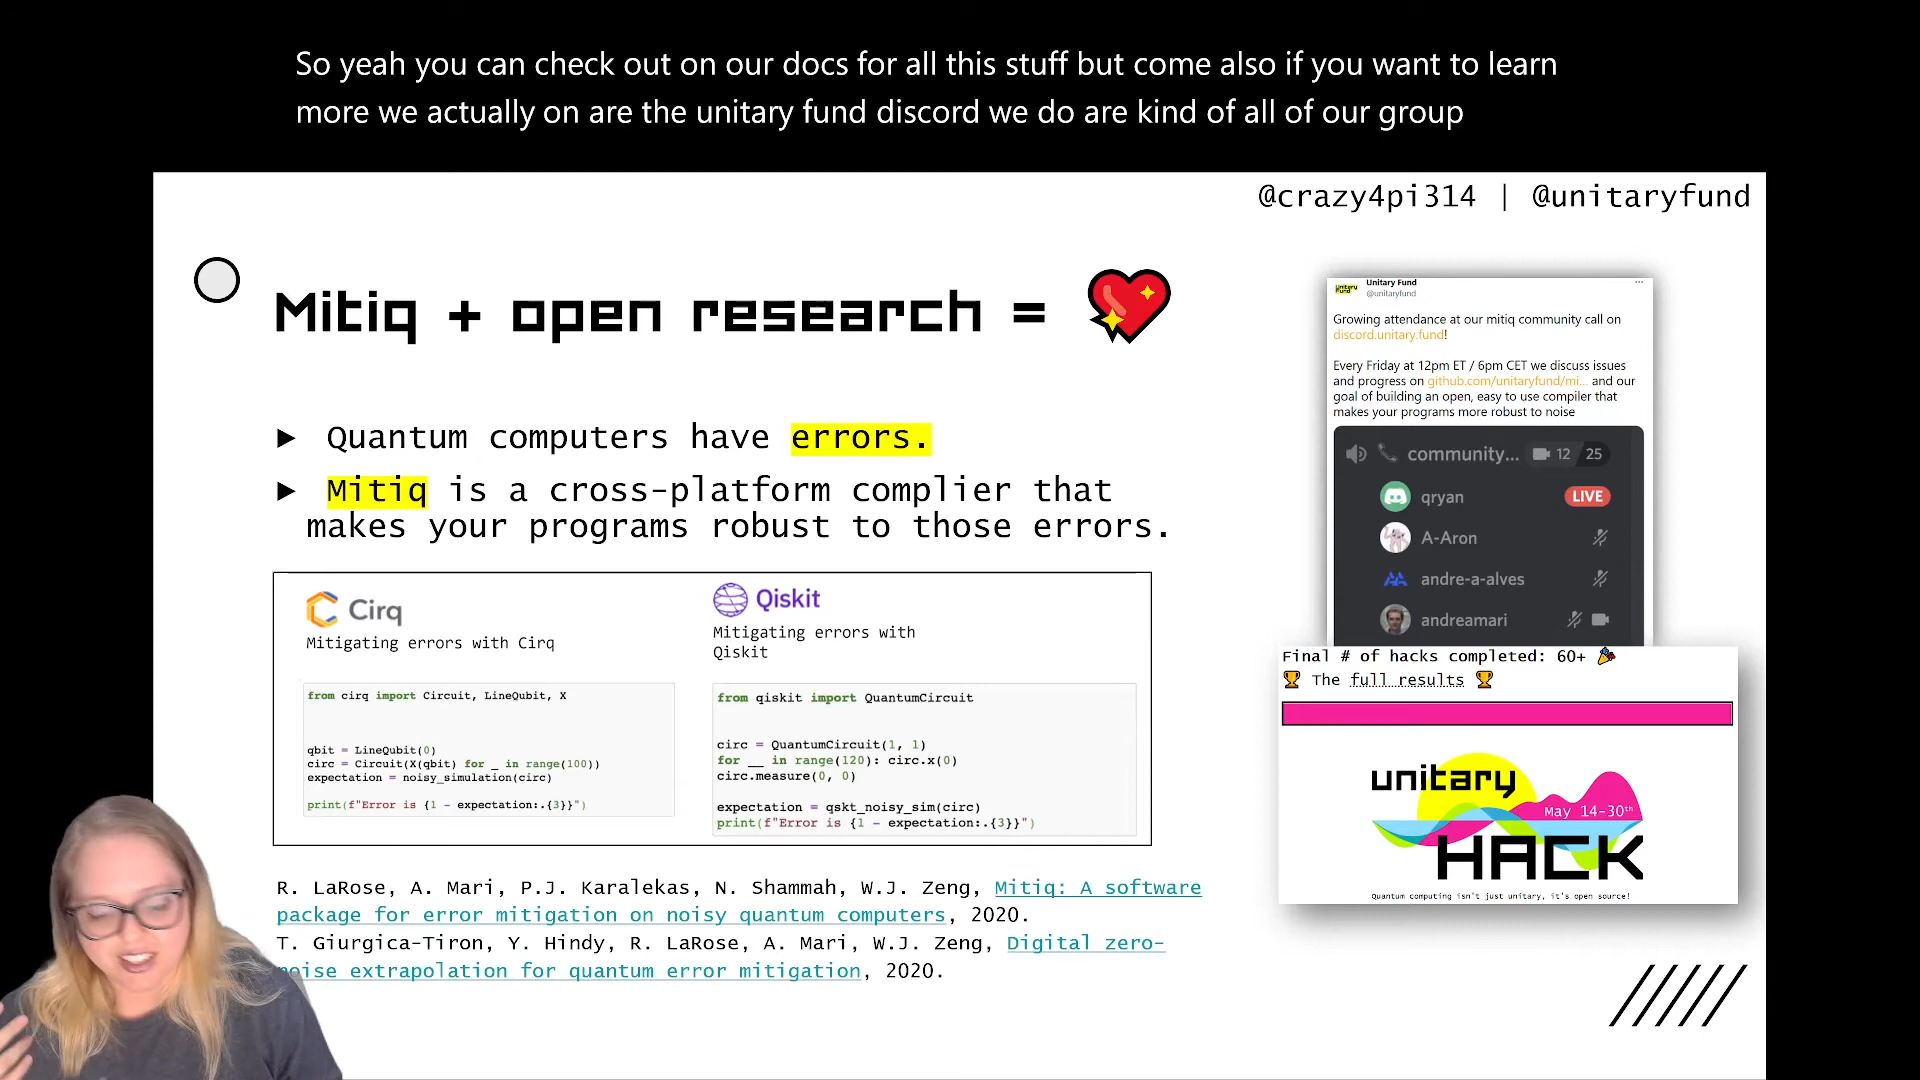 So yeah you can check out on our docs for all this stuff but come also if you want to learn
more we actually on are the unitary fund discord we do are kind of all of our group
@crazy4pi314 | @unitaryfund
Mitiq + open research =
► Quantum computers have errors.
► Mitiq is a cross-platform complier that
makes your programs robust to those errors.
Cirq
Mitigating errors with Cirq
from cirq import Circuit, LineQubit, X
qbit = LineQubit(0)
circ = Circuit(X(qbit) for _ in range(100))
expectation = noisy_simulation(circ)
print(f"Error is {1 - expectation:.{3}}")
Qiskit
Mitigating errors with
Qiskit
from qiskit import QuantumCircuit
circ = QuantumCircuit(1, 1)
for __ in range(120): circ.x(0)
circ.measure(0, 0)
expectation = qskt_noisy_sim(circ)
print(f"Error is {1 - expectation:.{3}}")
R. LaRose, A. Mari, P.J. Karalekas, N. Shammah, W.J. Zeng, Mitiq: A software
package for error mitigation on noisy quantum computers, 2020.
T. Giurgica-Tiron, Y. Hindy, R. LaRose, A. Mari, W.J. Zeng, Digital zero-
noise extrapolation for quantum error mitigation, 2020.
unitary
fund
Unitary Fund
@unitaryfund
Growing attendance at our mitiq community call on
discord.unitary.fund!
Every Friday at 12pm ET / 6pm CET we discuss issues
and progress on github.com/unitaryfund/mi... and our
goal of building an open, easy to use compiler that
makes your programs more robust to noise
community... 12 25
qryan LIVE
A-Aron
andre-a-alves
andreamari
Final # of hacks completed: 60+
The full results
unitary
May 14-30th
HACK
Quantum computing isn't just unitary, it's open source!